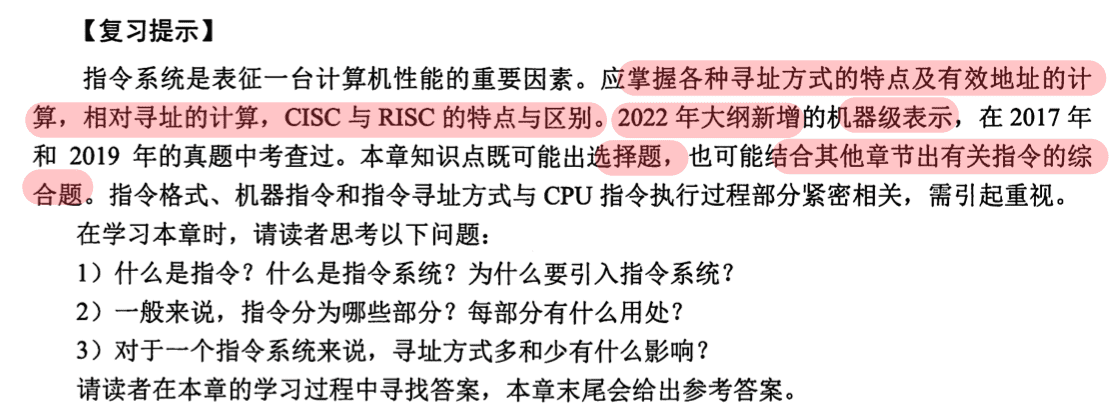 【复习提示】
指令系统是表征一台计算机性能的重要因素。应掌握各种寻址方式的特点及有效地址的计
算，相对寻址的计算，CISC 与 RISC 的特点与区别。2022 年大纲新增的机器级表示，在 2017 年
和 2019 年的真题中考查过。本章知识点既可能出选择题，也可能结合其他章节出有关指令的综
合题。指令格式、机器指令和指令寻址方式与 CPU 指令执行过程部分紧密相关，需引起重视。
在学习本章时，请读者思考以下问题：
1）什么是指令？什么是指令系统？为什么要引入指令系统？
2）一般来说，指令分为哪些部分？每部分有什么用处？
3）对于一个指令系统来说，寻址方式多和少有什么影响？
请读者在本章的学习过程中寻找答案，本章末尾会给出参考答案。